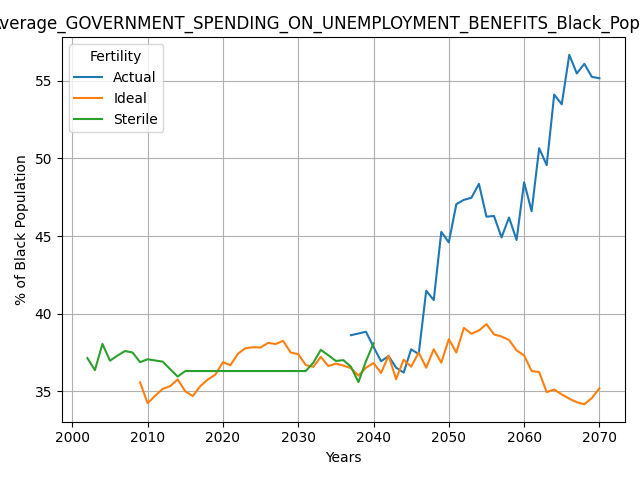 verage_GOVERNMENT_SPENDING_ON_UNEMPLOYMENT_BENEFITS_Black_Pop
Fertility
Actual
Ideal
Sterile
% of Black Population
55
50
45
40
35
2000 2010 2020 2030 2040 2050 2060 2070
Years